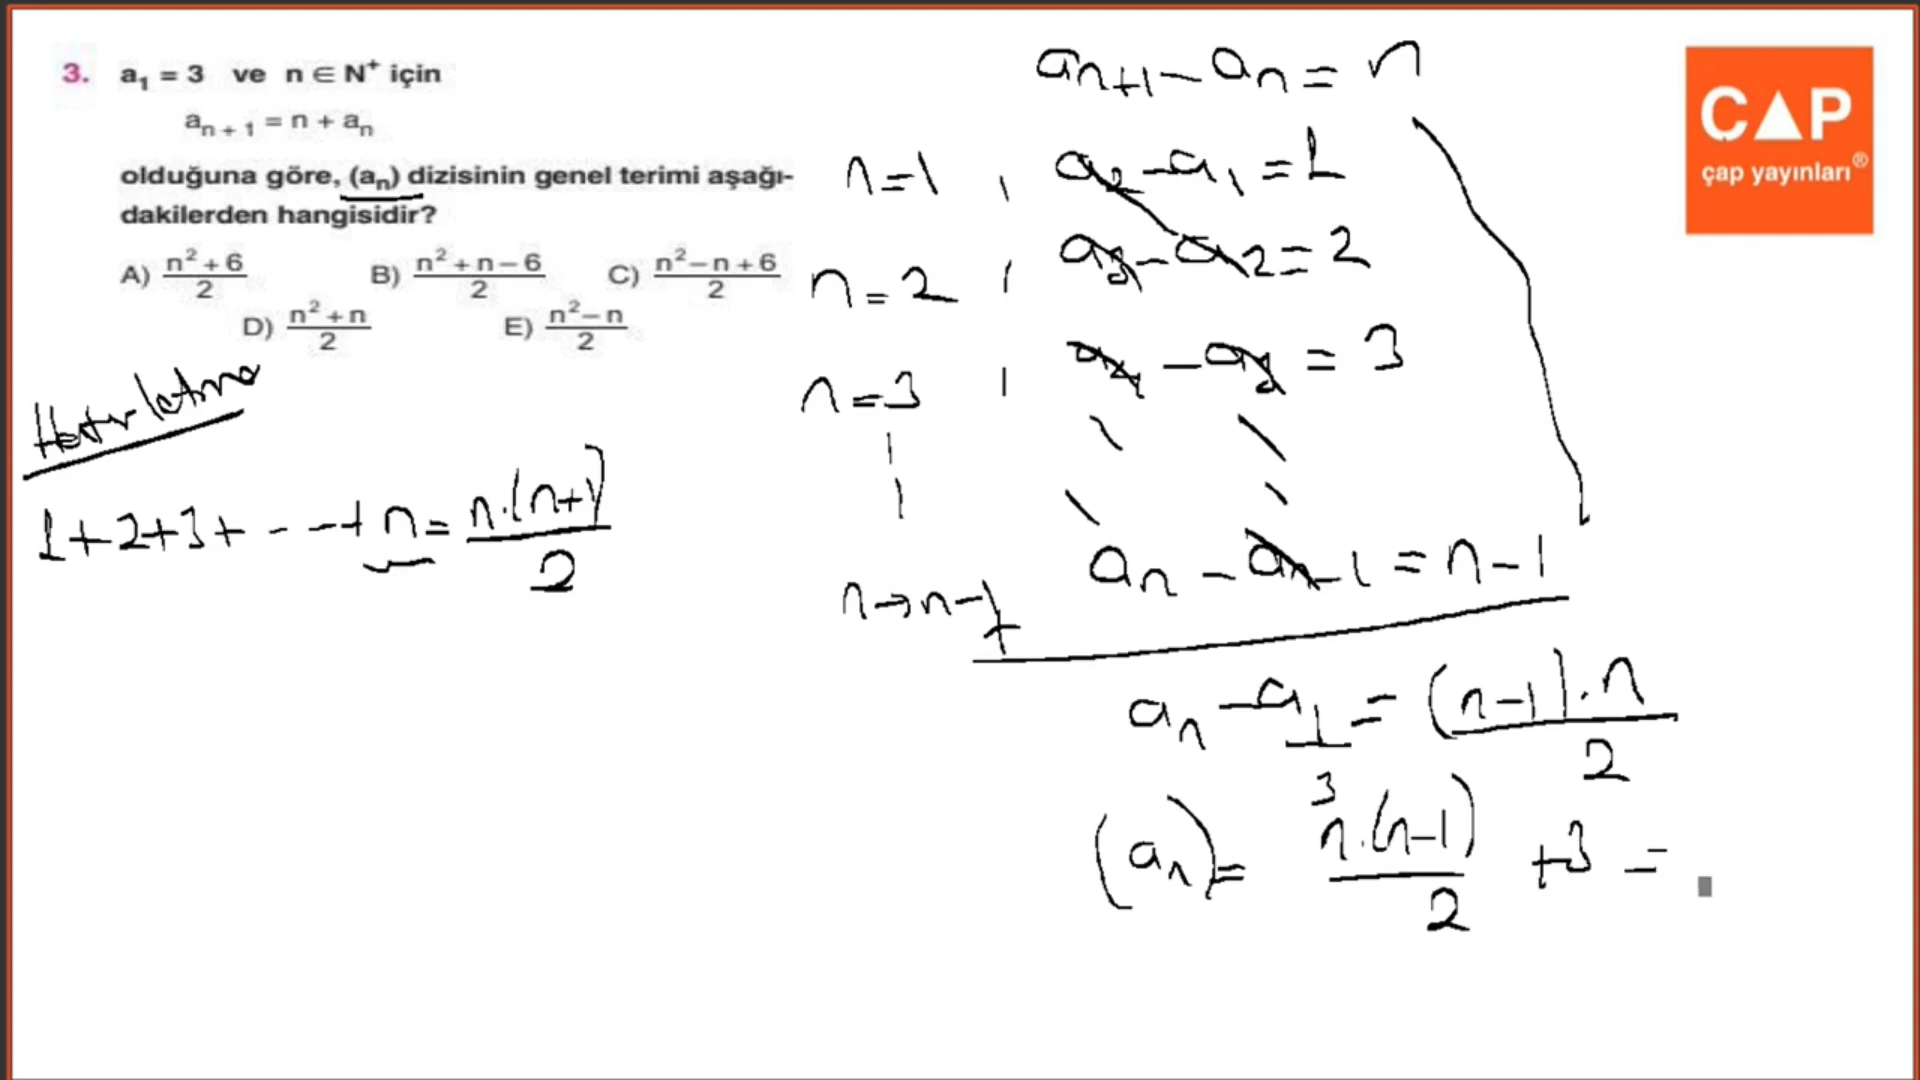 3. a₁ = 3 ve n ∈ N⁺ için
aₙ₊₁ = n + aₙ
olduğuna göre, (aₙ) dizisinin genel terimi aşağı-
dakilerden hangisidir?
A) (n² + 6)/2 B) (n² + n − 6)/2 C) (n² − n + 6)/2
D) (n² + n)/2 E) (n² − n)/2
Hatırlatma
1+2+3+ - - - + n = n.(n+1)/2
aₙ₊₁ − aₙ = n
n=1, a₂ − a₁ = 1
n=2, a₃ − a₂ = 2
n=3, a₄ − a₃ = 3
n→n−1 aₙ − aₙ₋₁ = n−1
+
aₙ − a₁ = (n−1).n/2
3
(aₙ) = n.(n−1)/2 + 3 =
ÇAP
çap yayınları®